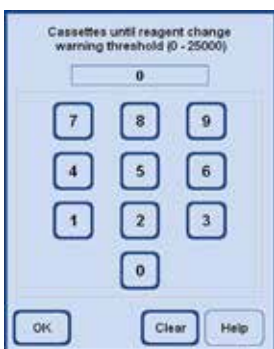 Cassettes until reagent change
warning threshold (0 - 25000)
0
7 8 9
4 5 6
1 2 3
0
OK Clear Help